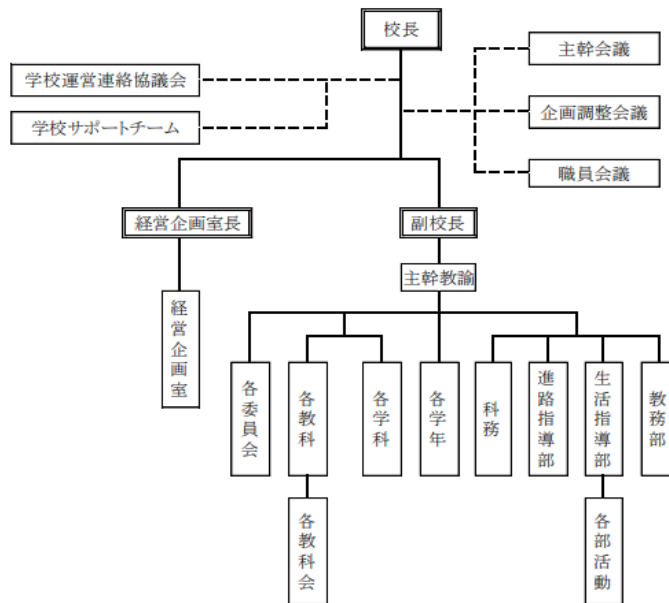 校長
主幹会議
学校運営連絡協議会
企画調整会議
学校サポートチーム
職員会議
経営企画室長
副校長
主幹教諭
経営企画室
各委員会
各教科
各学科
各学年
科務
進路指導部
生活指導部
教務部
各教科会
各部活動